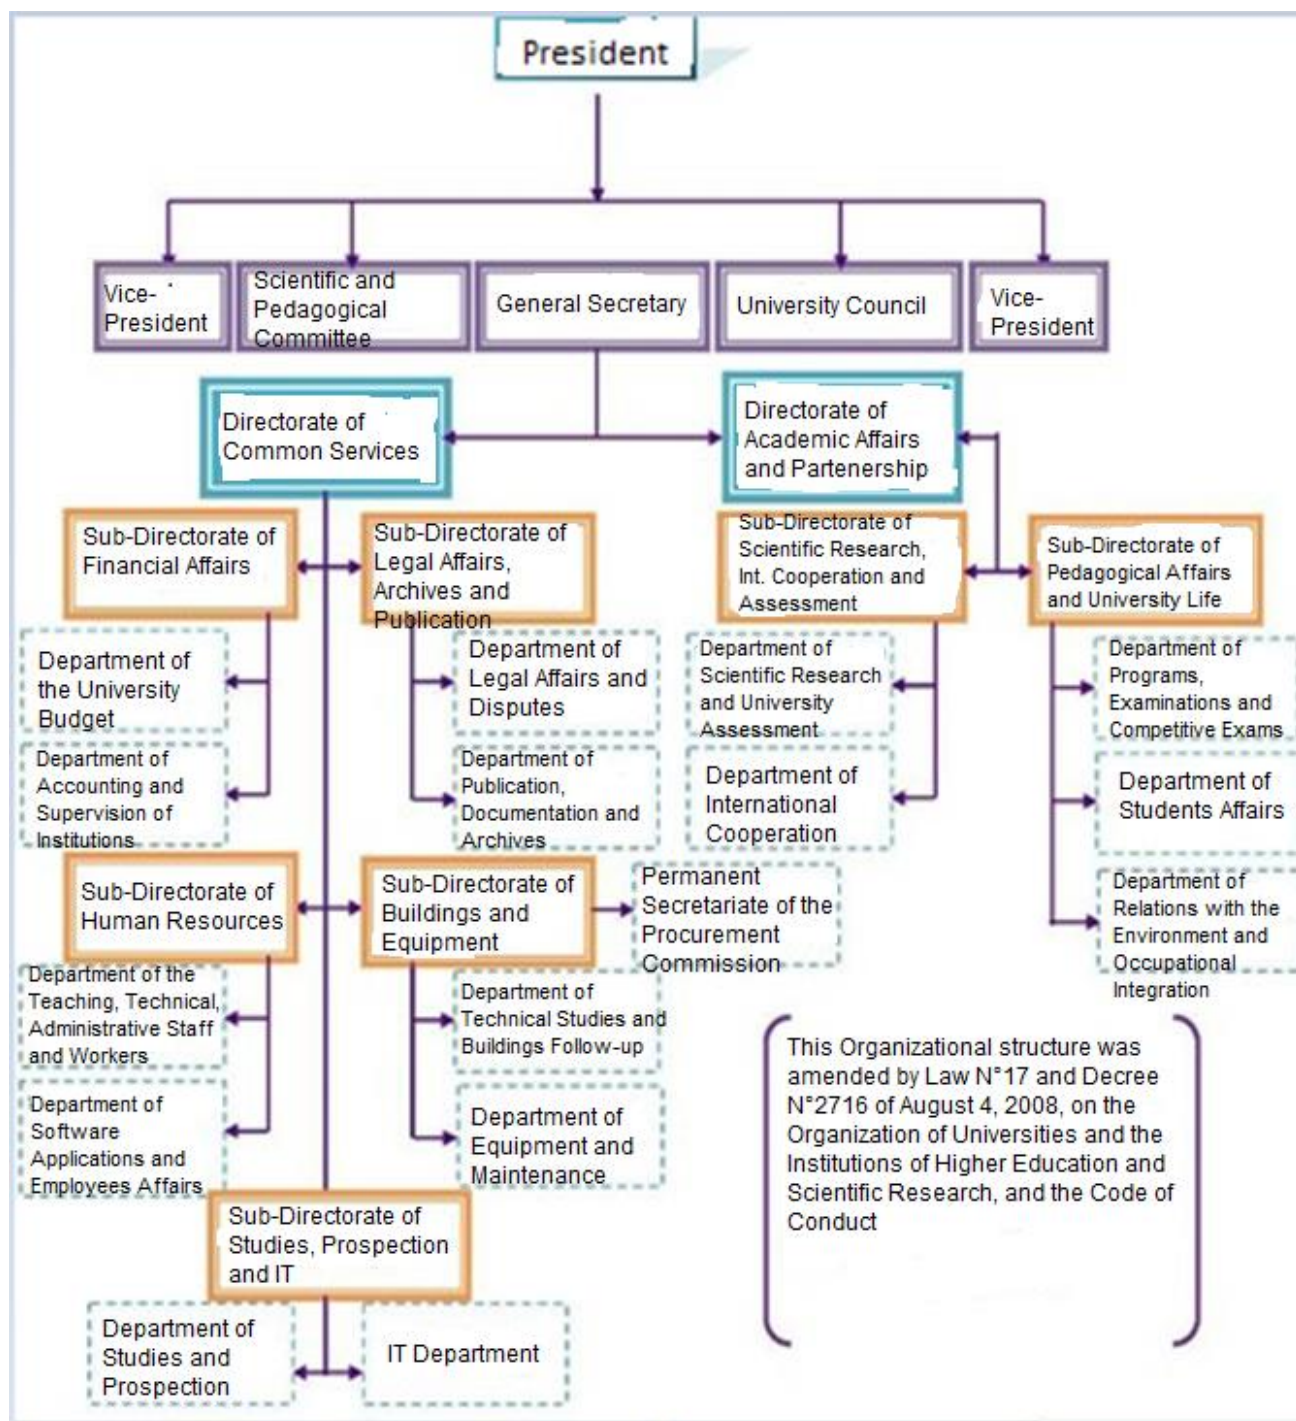 President
Vice-
President
Scientific and
Pedagogical
Committee
General Secretary
University Council
Vice-
President
Directorate of
Common Services
Directorate of
Academic Affairs
and Partenership
Sub-Directorate of
Financial Affairs
Sub-Directorate of
Legal Affairs,
Archives and
Publication
Sub-Directorate of
Scientific Research,
Int. Cooperation and
Assessment
Sub-Directorate of
Pedagogical Affairs
and University Life
Department of
the University
Budget
Department of
Legal Affairs and
Disputes
Department of
Scientific Research
and University
Assessment
Department of
Programs,
Examinations and
Competitive Exams
Department of
Accounting and
Supervision of
Institutions
Department of
Publication,
Documentation and
Archives
Department of
International
Cooperation
Department of
Students Affairs
Sub-Directorate of
Human Resources
Sub-Directorate of
Buildings and
Equipment
Permanent
Secretariate of the
Procurement
Commission
Department of
Relations with the
Environment and
Occupational
Integration
Department of the
Teaching, Technical,
Administrative Staff
and Workers
Department of
Technical Studies and
Buildings Follow-up
Department of
Software
Applications and
Employees Affairs
Department of
Equipment and
Maintenance
This Organizational structure was
amended by Law N°17 and Decree
N°2716 of August 4, 2008, on the
Organization of Universities and the
Institutions of Higher Education and
Scientific Research, and the Code of
Conduct
Sub-Directorate of
Studies, Prospection
and IT
Department of
Studies and
Prospection
IT Department